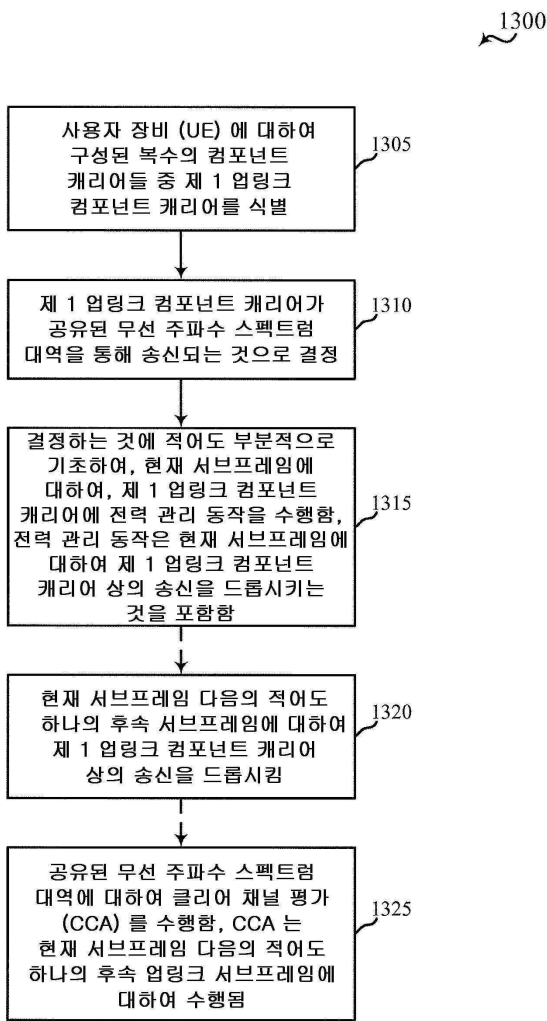 1300
사용자 장비 (UE) 에 대하여
구성된 복수의 컴포넌트
캐리어들 중 제 1 업링크
컴포넌트 캐리어를 식별
1305
제 1 업링크 컴포넌트 캐리어가
공유된 무선 주파수 스펙트럼
대역을 통해 송신되는 것으로 결정
1310
결정하는 것에 적어도 부분적으로
기초하여, 현재 서브프레임에
대하여, 제 1 업링크 컴포넌트
캐리어에 전력 관리 동작을 수행함,
전력 관리 동작은 현재 서브프레임에
대하여 제 1 업링크 컴포넌트
캐리어 상의 송신을 드롭시키는
것을 포함함
1315
현재 서브프레임 다음의 적어도
하나의 후속 서브프레임에 대하여
제 1 업링크 컴포넌트 캐리어
상의 송신을 드롭시킴
1320
공유된 무선 주파수 스펙트럼
대역에 대하여 클리어 채널 평가
(CCA) 를 수행함, CCA 는
현재 서브프레임 다음의 적어도
하나의 후속 업링크 서브프레임에
대하여 수행됨
1325